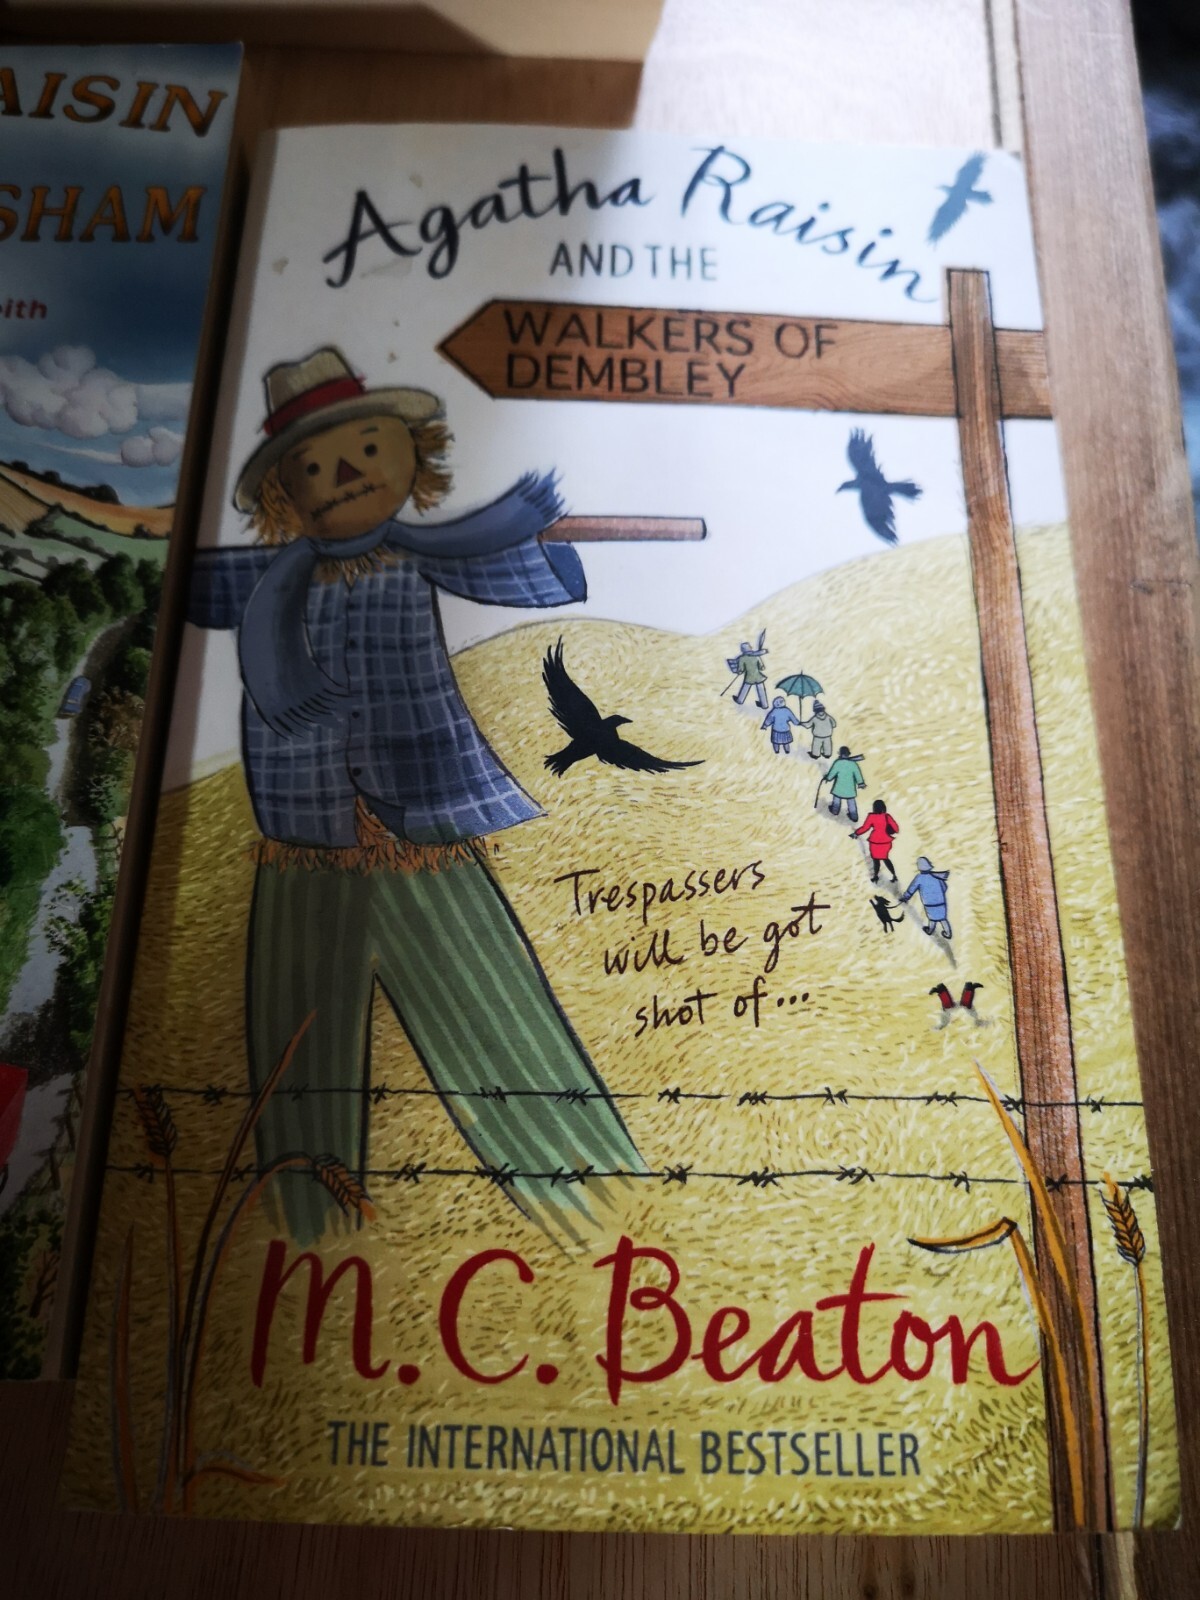 AISIN
SHAM
eith
Agatha Raisin
AND THE
WALKERS OF
DEMBLEY
Trespassers
will be got
shot of...
M.C. Beaton
THE INTERNATIONAL BESTSELLER